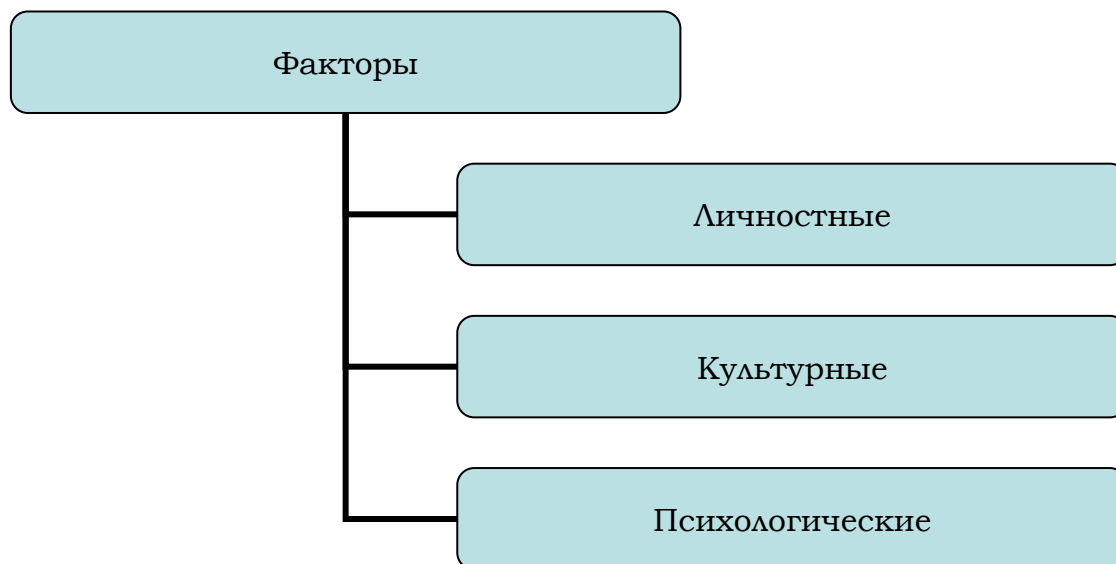 Факторы
Личностные
Культурные
Психологические